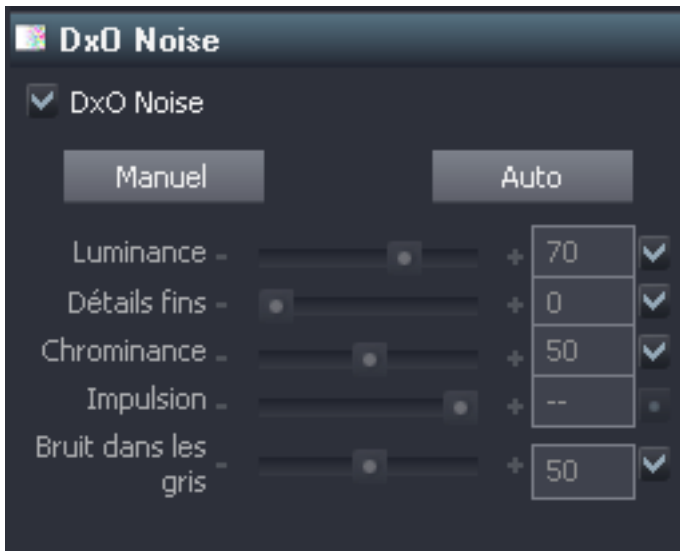 DxO Noise
DxO Noise
Manuel Auto
Luminance - + 70
Détails fins - + 0
Chrominance - + 50
Impulsion - + --
Bruit dans les
gris - + 50